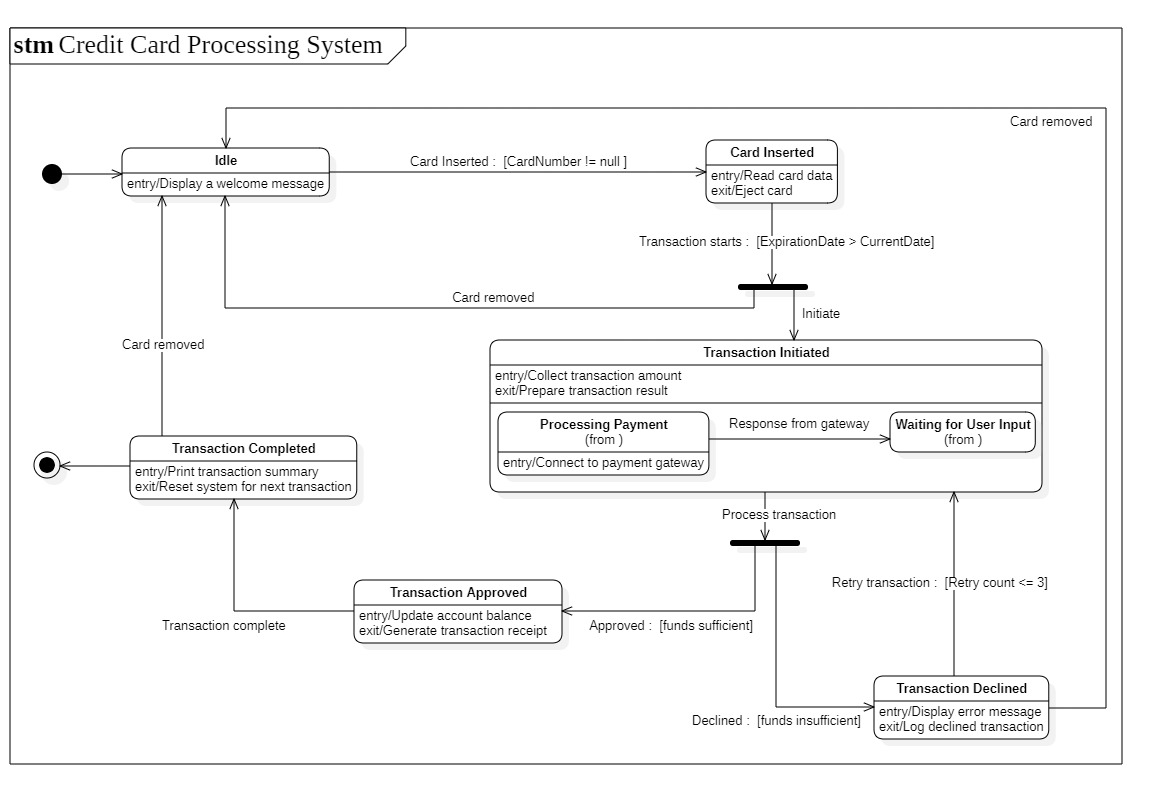 stm Credit Card Processing System
Card removed
Idle
entry/Display a welcome message
Card Inserted :  [CardNumber != null ]
Card Inserted
entry/Read card data
exit/Eject card
Transaction starts :  [ExpirationDate > CurrentDate]
Card removed
Initiate
Card removed
Transaction Initiated
entry/Collect transaction amount
exit/Prepare transaction result
Processing Payment
(from )
entry/Connect to payment gateway
Response from gateway
Waiting for User Input
(from )
Transaction Completed
entry/Print transaction summary
exit/Reset system for next transaction
Process transaction
Retry transaction :  [Retry count <= 3]
Transaction Approved
entry/Update account balance
exit/Generate transaction receipt
Transaction complete
Approved :  [funds sufficient]
Transaction Declined
entry/Display error message
exit/Log declined transaction
Declined :  [funds insufficient]